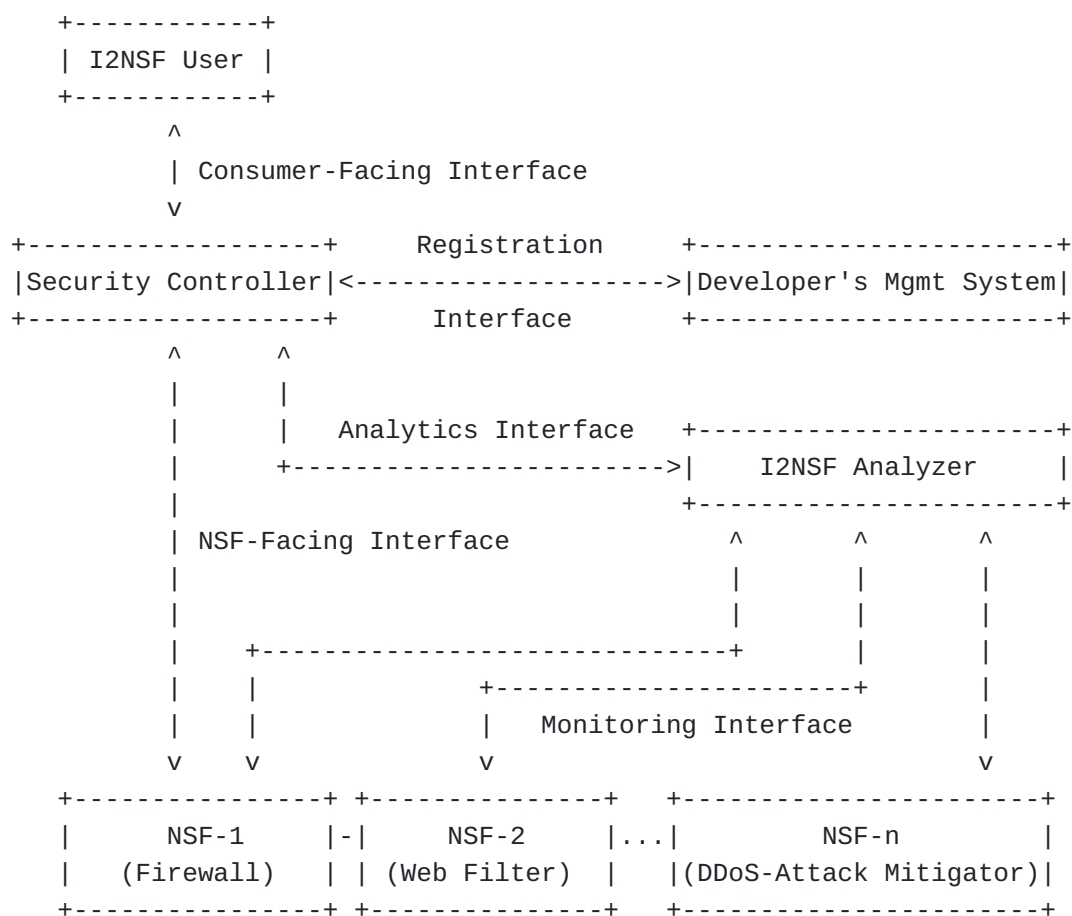 I2NSF User
Consumer-Facing Interface
Registration
Security Controller Developer's Mgmt System
Interface
Analytics Interface
I2NSF Analyzer
NSF-Facing Interface
Monitoring Interface
NSF-1 NSF-2 ... NSF-n
(Firewall) (Web Filter) (DDoS-Attack Mitigator)